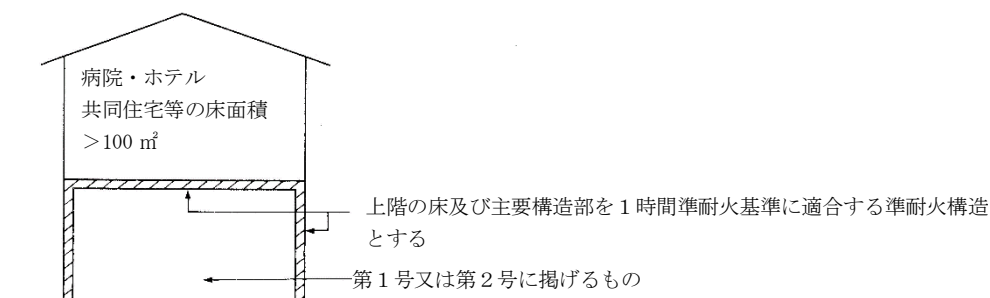 病院・ホテル
共同住宅等の床面積
＞100 ㎡
上階の床及び主要構造部を１時間準耐火基準に適合する準耐火構造
とする
第１号又は第２号に掲げるもの